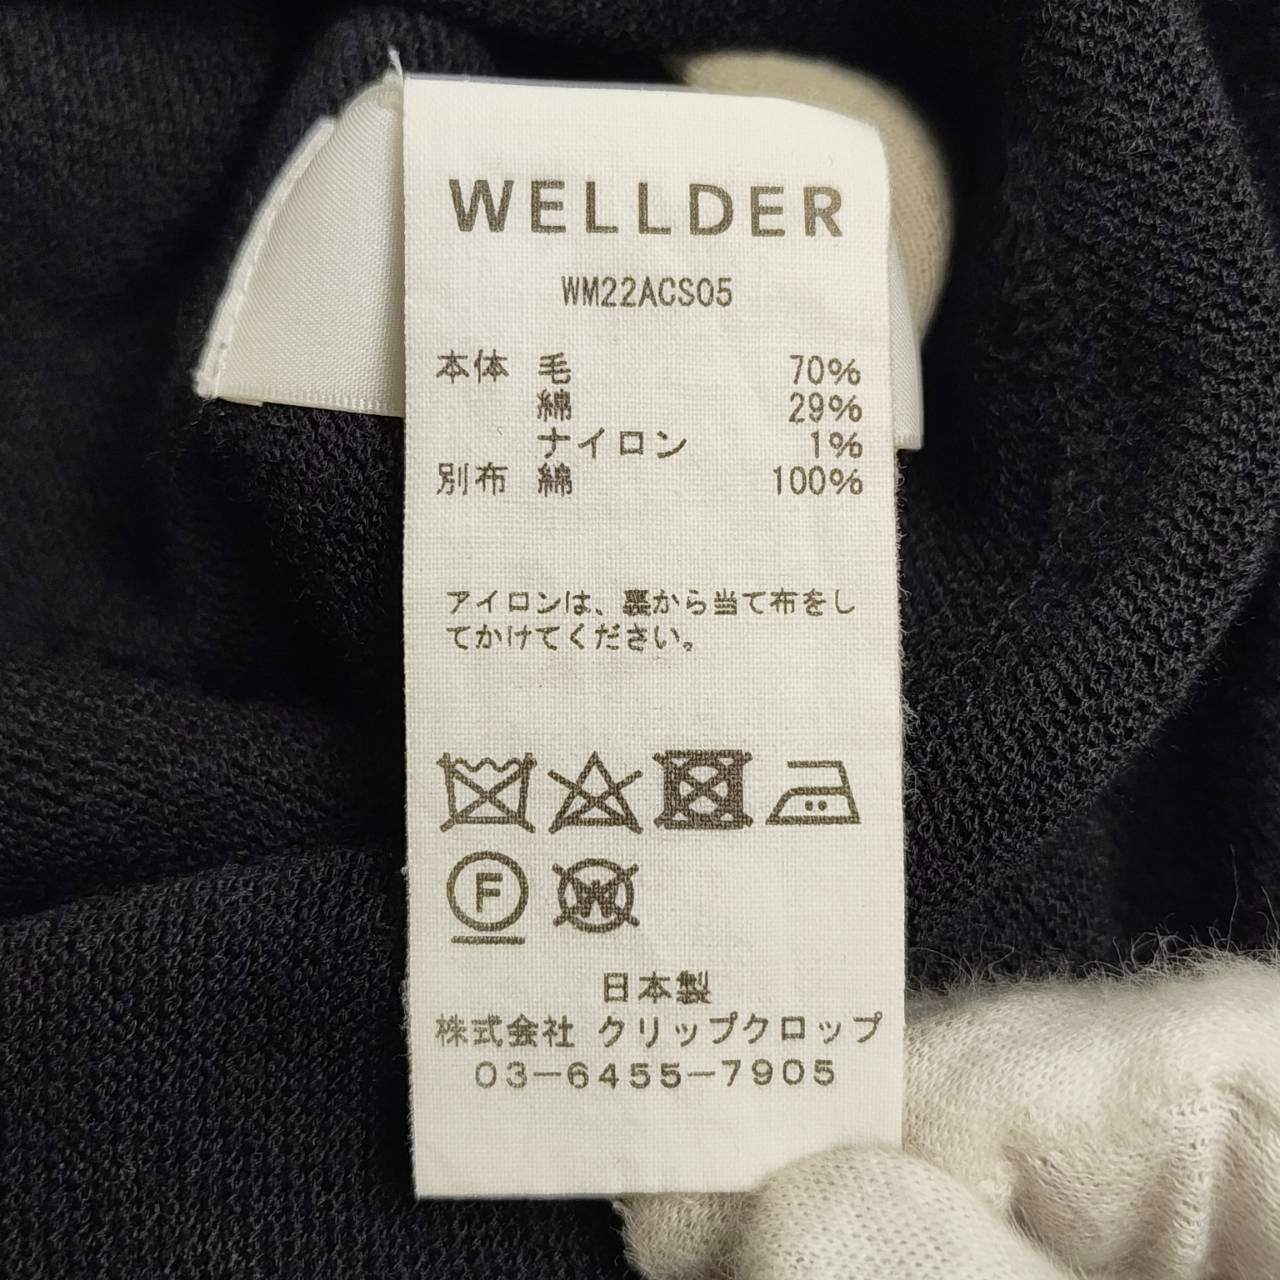 WELLDER
WM22ACS05
本体 毛 70%
綿 29%
ナイロン 1%
別布 綿 100%
アイロンは、裏から当て布をし
てかけてください。
F W
日本製
株式会社 クリップクロップ
03-6455-7905